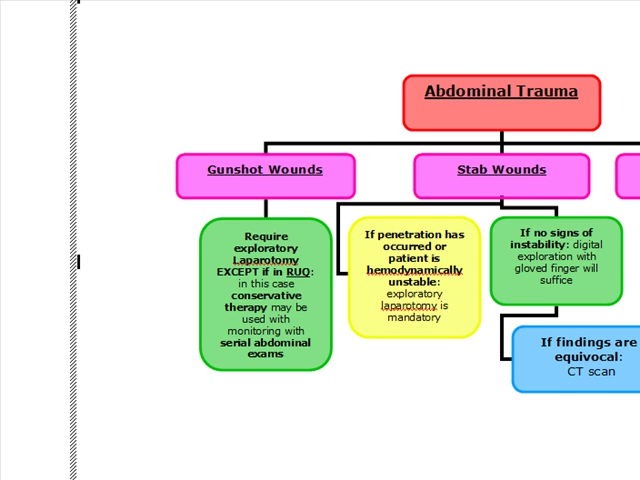 Abdominal Trauma
Gunshot Wounds
Stab Wounds
Require
exploratory
Laparotomy
EXCEPT if in RUQ:
in this case
conservative
therapy may be
used with
monitoring with
serial abdominal
exams
If penetration has
occurred or
patient is
hemodynamically
unstable:
exploratory
laparotomy is
mandatory
If no signs of
instability: digital
exploration with
gloved finger will
suffice
If findings are
equivocal:
CT scan